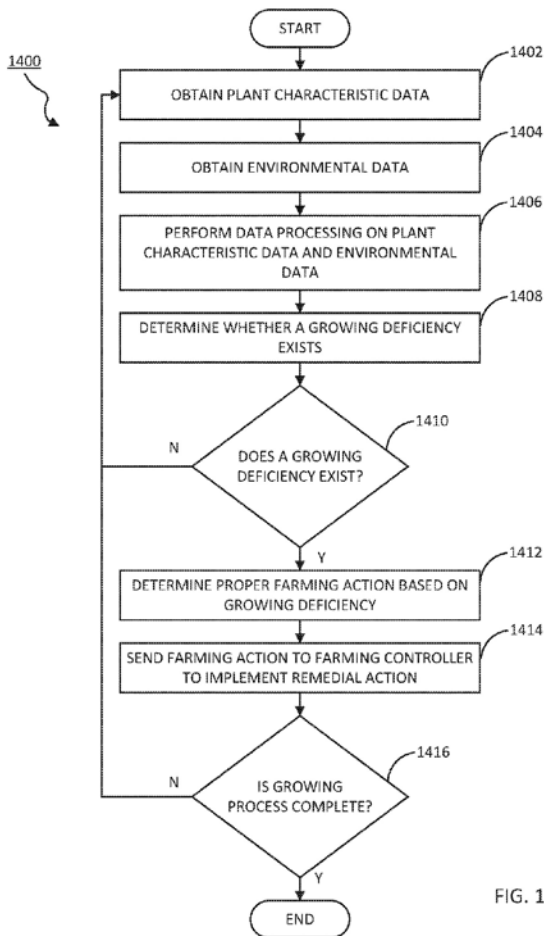 1400
START
1402
OBTAIN PLANT CHARACTERISTIC DATA
1404
OBTAIN ENVIRONMENTAL DATA
1406
PERFORM DATA PROCESSING ON PLANT
CHARACTERISTIC DATA AND ENVIRONMENTAL
DATA
1408
DETERMINE WHETHER A GROWING DEFICIENCY
EXISTS
1410
N
DOES A GROWING
DEFICIENCY EXIST?
Y
1412
DETERMINE PROPER FARMING ACTION BASED ON
GROWING DEFICIENCY
1414
SEND FARMING ACTION TO FARMING CONTROLLER
TO IMPLEMENT REMEDIAL ACTION
1416
N
IS GROWING
PROCESS COMPLETE?
Y
END
FIG. 1